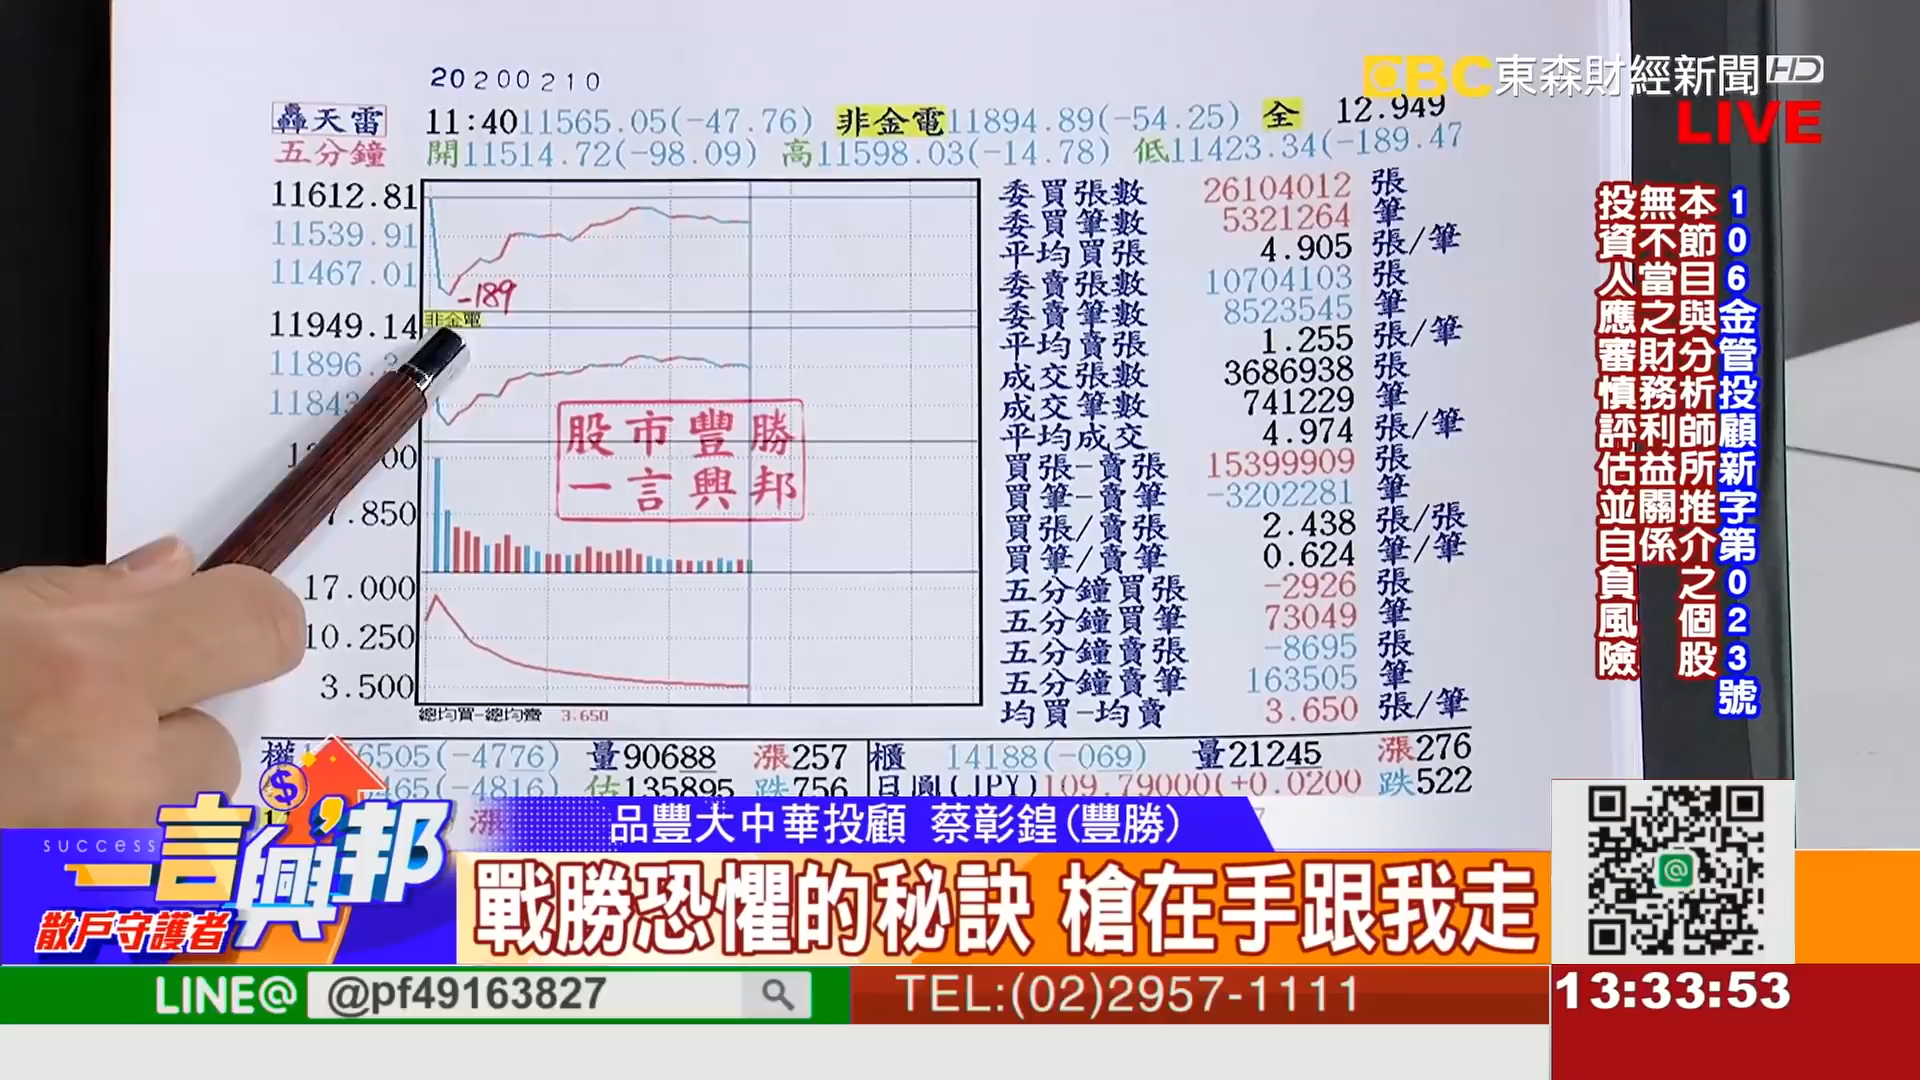 20200210
轟天雷 11:40 11565.05(-47.76) 非金電 11894.89(-54.25) 全 12.949
五分鐘 開11514.72(-98.09) 高11598.03(-14.78) 低11423.34(-189.47
11612.81
11539.91
11467.01
-189
11949.14
非金電
11896.
11843
7.850
17.000
10.250
3.500
總均買-總均賣 3.650
股市豐勝
一言興邦
委買張數 26104012 張
委買筆數 5321264 筆
平均買張 4.905 張/筆
委賣張數 10704103 張
委賣筆數 8523545 筆
平均賣張 1.255 張/筆
成交張數 3686938 張
成交筆數 741229 筆
平均成交 4.974 張/筆
買張-賣張 15399909 張
買筆-賣筆 -3202281 筆
買張/賣張 2.438 張/張
買筆/賣筆 0.624 筆/筆
五分鐘買張 -2926 張
五分鐘買筆 73049 筆
五分鐘賣張 -8695 張
五分鐘賣筆 163505 筆
均買-均賣 3.650 張/筆
權 6505(-4776) 量90688 漲257 櫃 14188(-069) 量21245 漲276
465(-4816) 估135895 跌756 日圓(JPY)109.79000(+0.0200 跌522
漲
EBC東森財經新聞HD
LIVE
106金管投顧新字第023號
本節目與分析師所推介之個股
無不當之財務利益關係
投資人應審慎評估並自負風險
success
一言興邦
散戶守護者
品豐大中華投顧 蔡彰鍠(豐勝)
戰勝恐懼的秘訣 槍在手跟我走
LINE@ @pf49163827
TEL:(02)2957-1111
13:33:53